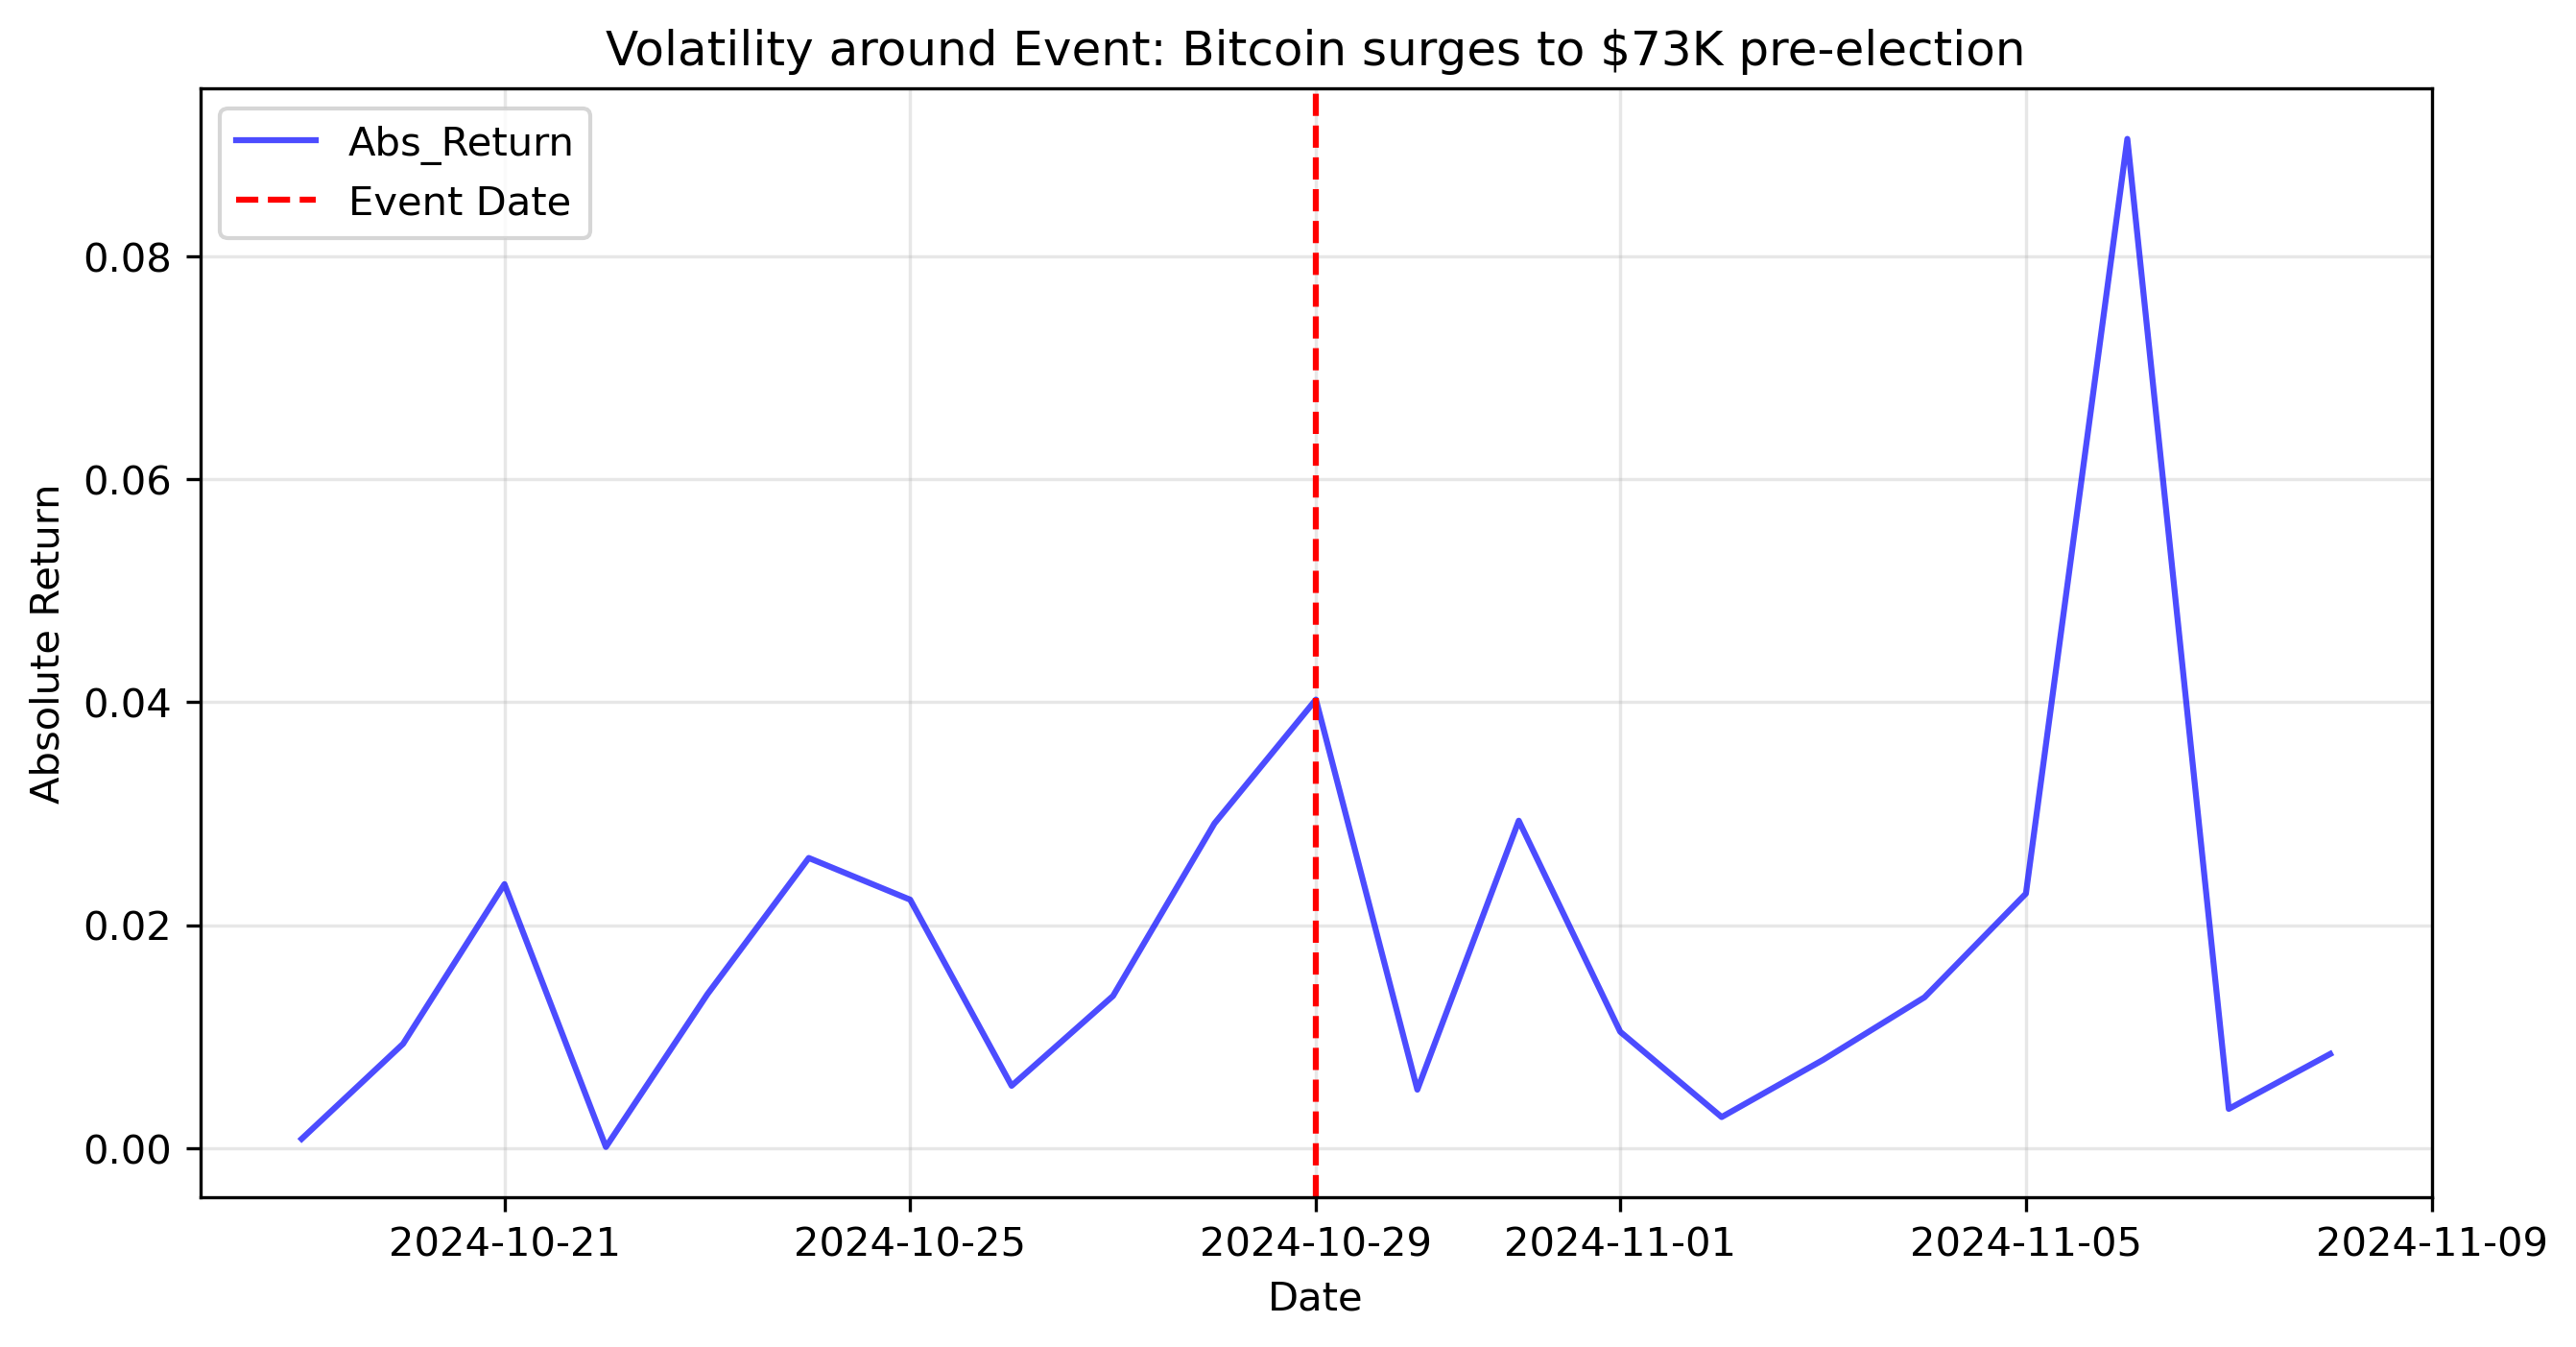 Volatility around Event: Bitcoin surges to $73K pre-election
Abs_Return
Event Date
Absolute Return
0.08
0.06
0.04
0.02
0.00
2024-10-21
2024-10-25
2024-10-29
2024-11-01
2024-11-05
2024-11-09
Date